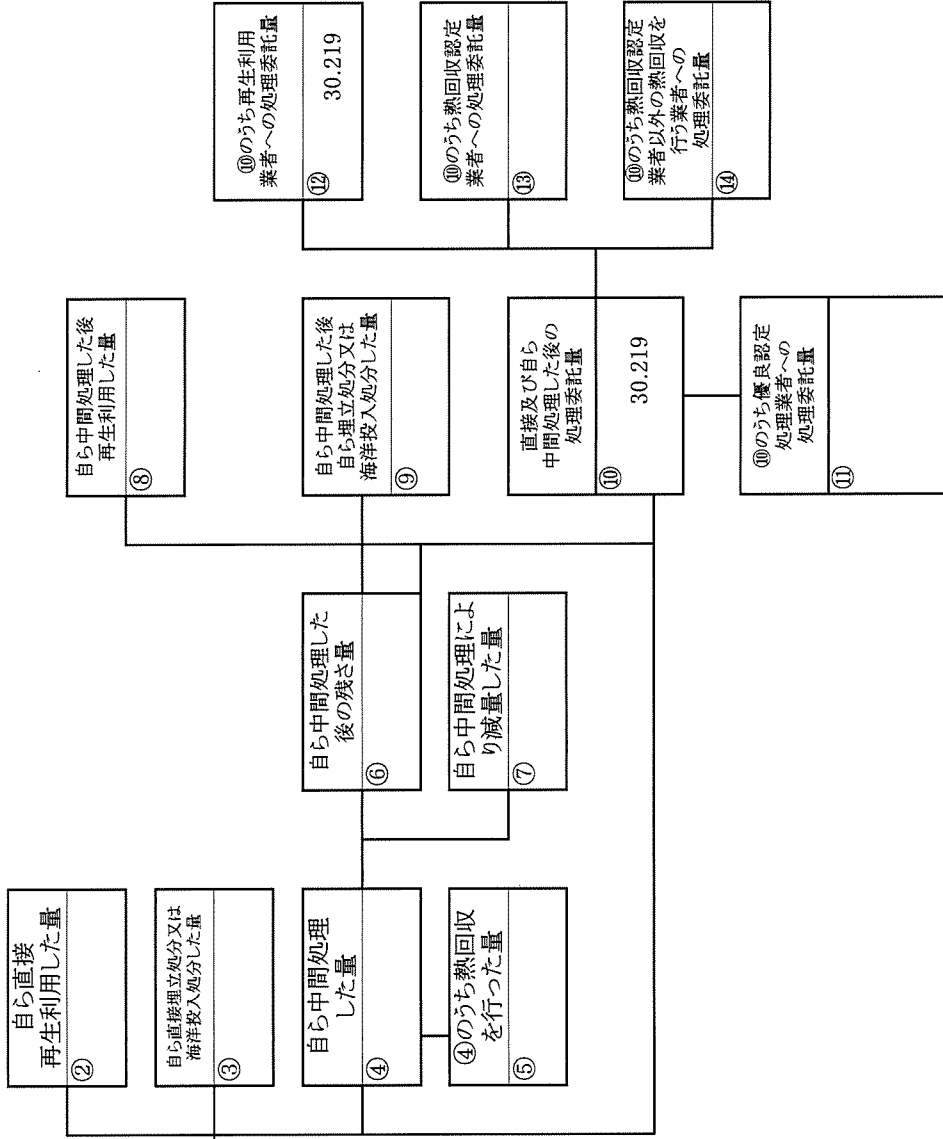 自ら直接
再生利用した量
②
自ら直接埋立処分又は
海洋投入処分した量
③
自ら中間処理
した量
④
④のうち熱回収
を行った量
⑤
自ら中間処理した
後の残さ量
⑥
自ら中間処理によ
り減量した量
⑦
自ら中間処理した後
再生利用した量
⑧
自ら中間処理した後
自ら埋立処分又は
海洋投入処分した量
⑨
直接及び自ら
中間処理した後の
処理委託量
⑩
30.219
⑩のうち優良認定
処理業者への
処理委託量
⑪
⑩のうち再生利用
業者への処理委託量
⑫
30.219
⑩のうち熱回収認定
業者への処理委託量
⑬
⑩のうち熱回収認定
業者以外の熱回収を
行う業者への
処理委託量
⑭